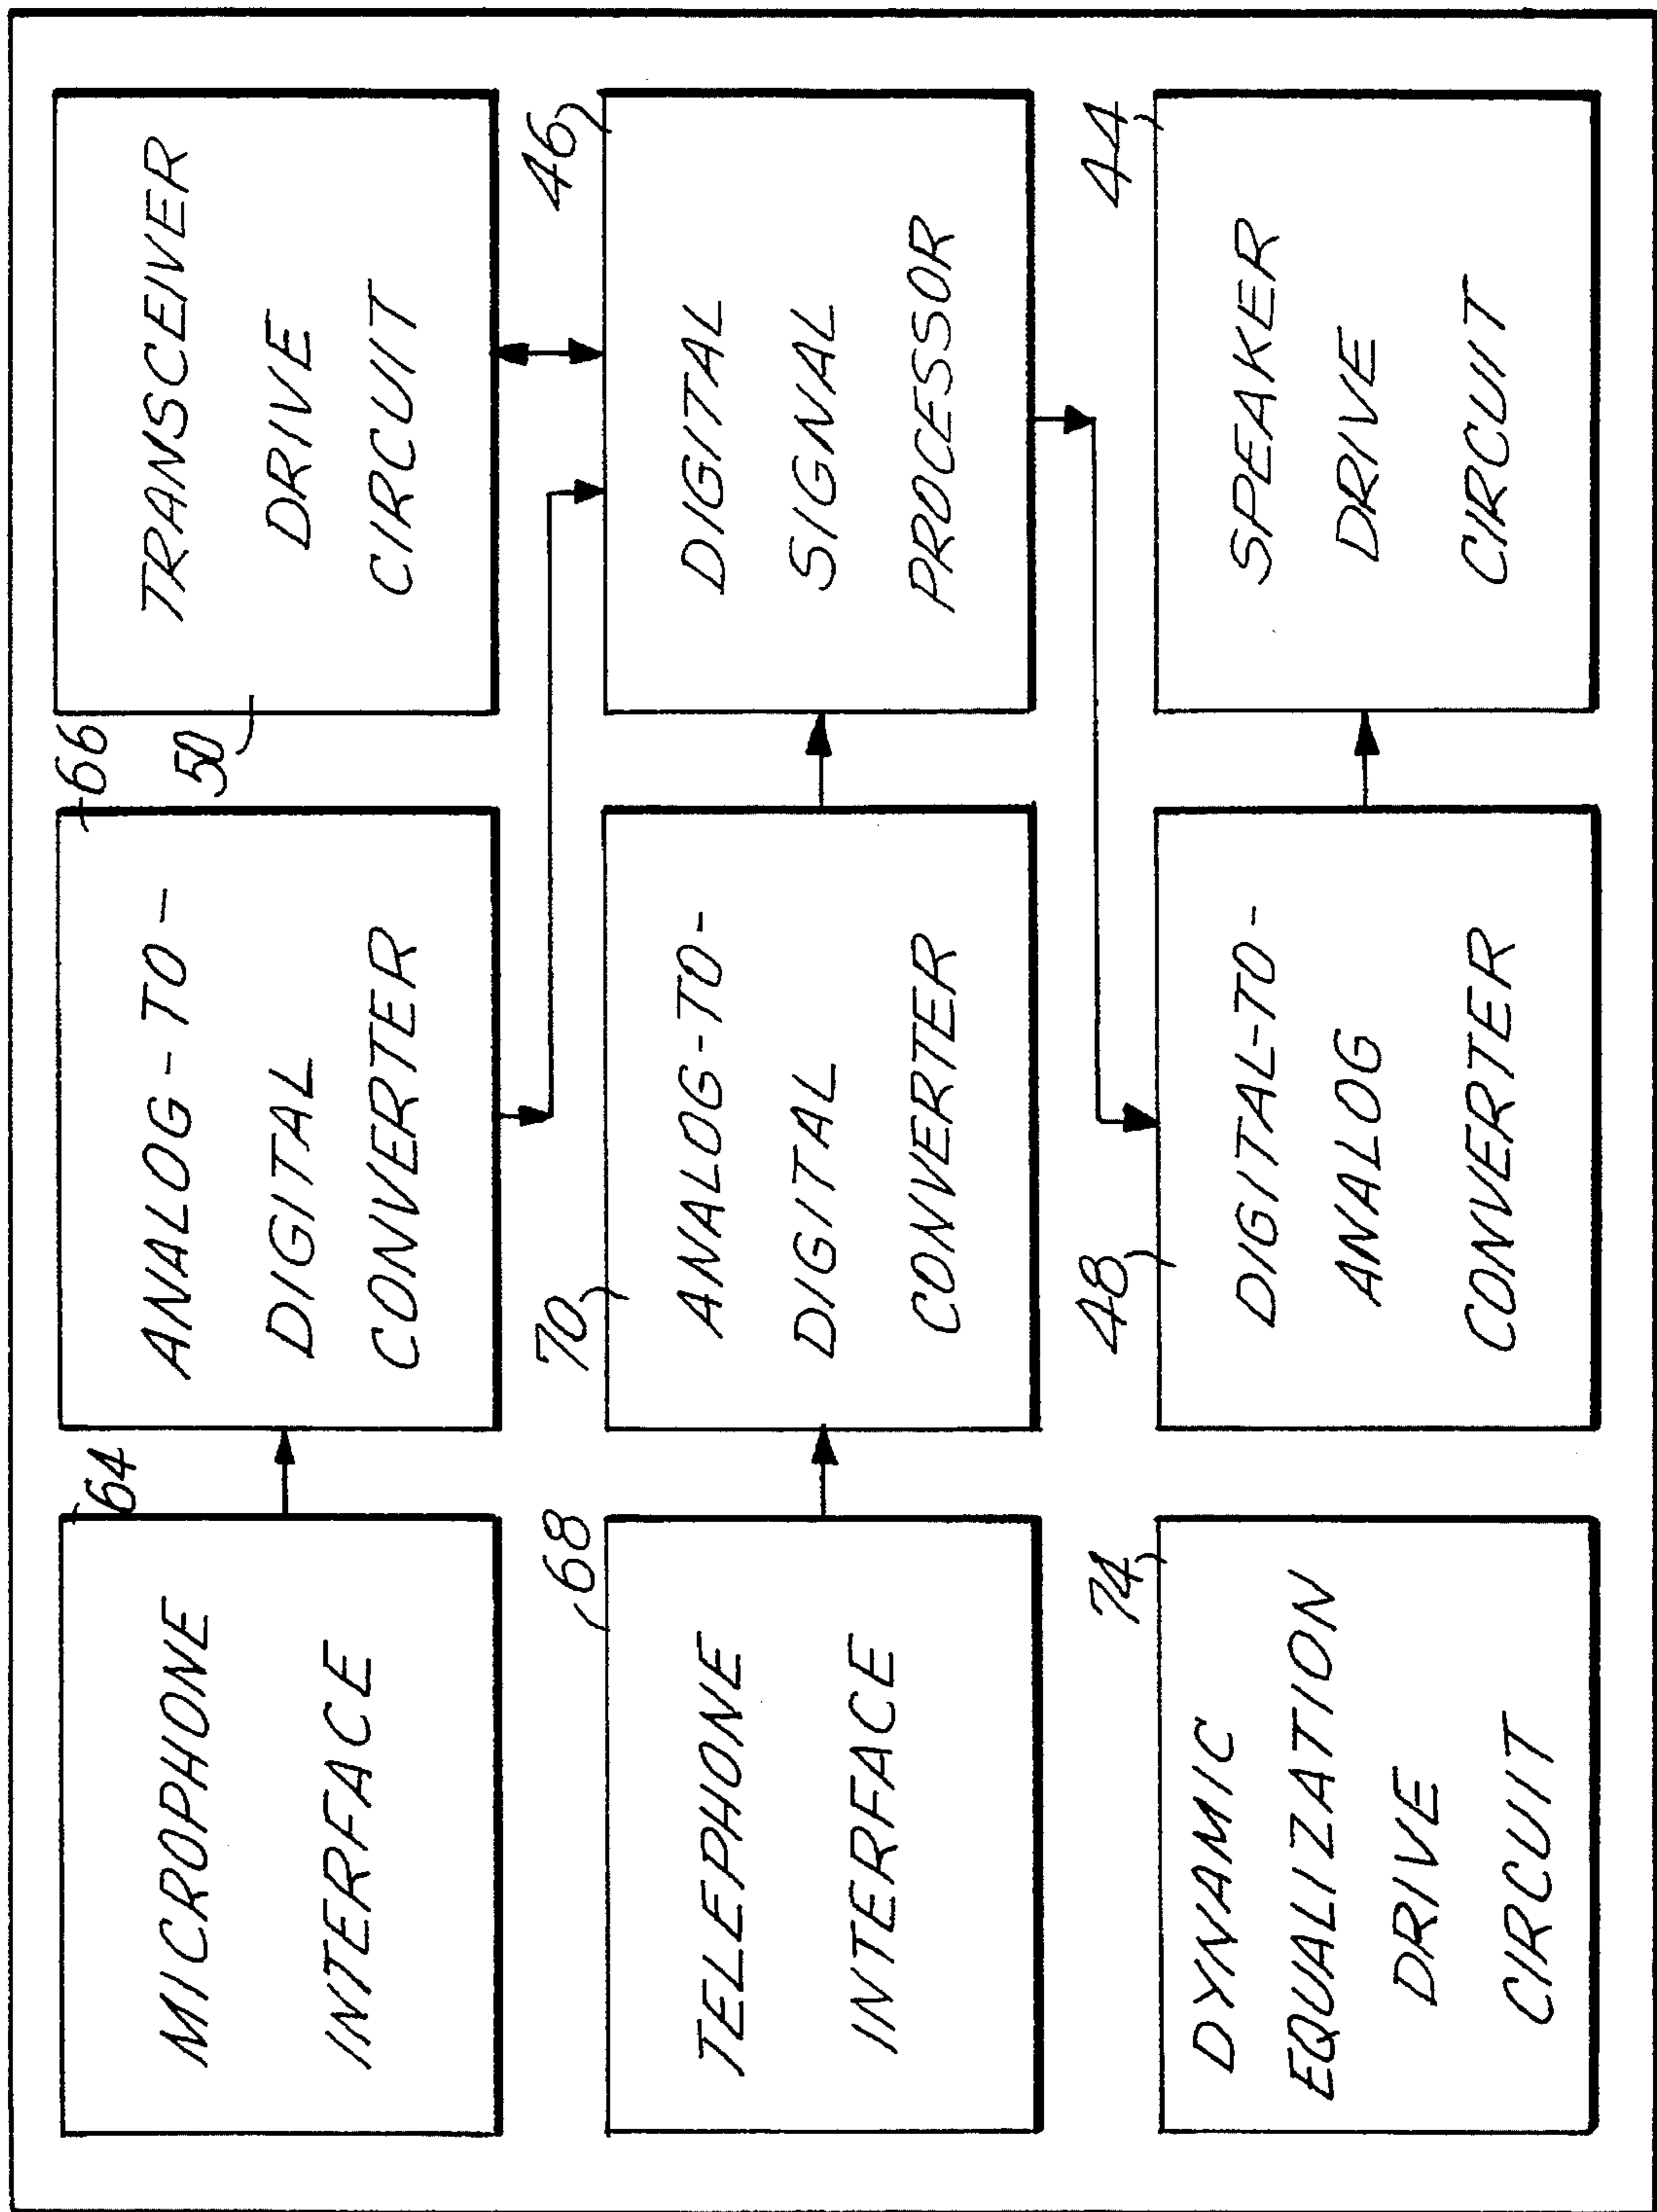 MICROPHONE
INTERFACE
64
ANALOG-TO-
DIGITAL
CONVERTER
66
TRANSCEIVER
DRIVE
CIRCUIT
50
TELEPHONE
INTERFACE
68
ANALOG-TO-
DIGITAL
CONVERTER
70
DIGITAL
SIGNAL
PROCESSOR
46
DYNAMIC
EQUALIZATION
DRIVE
CIRCUIT
74
DIGITAL-TO-
ANALOG
CONVERTER
48
SPEAKER
DRIVE
CIRCUIT
44